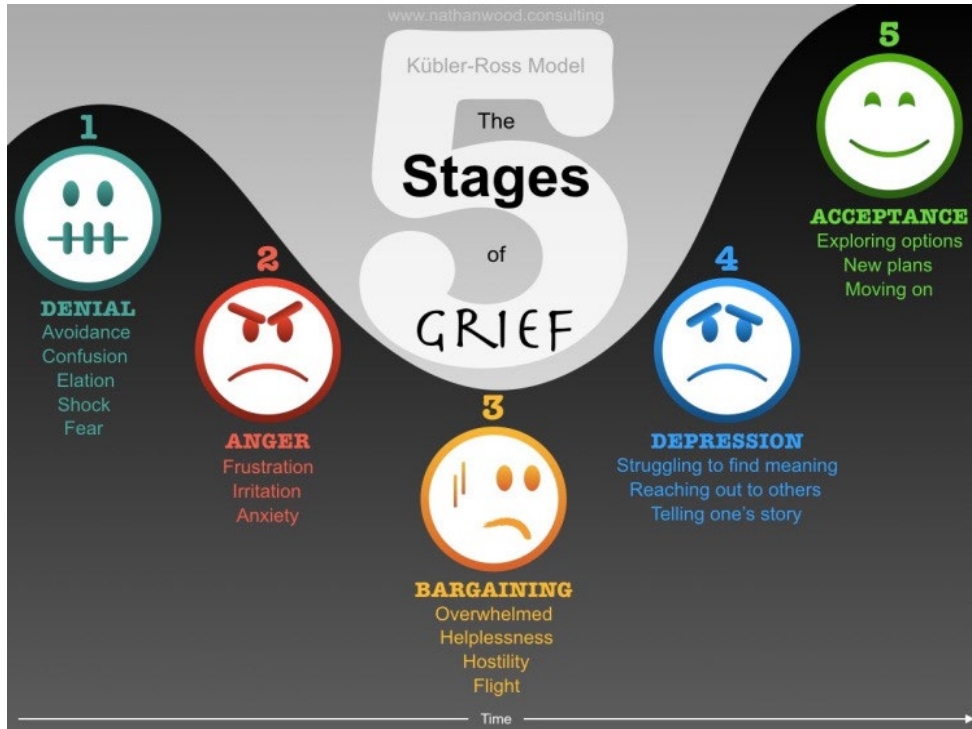 www.nathanwood.consulting
5
Kübler-Ross Model
The
Stages
of
GRIEF
1
DENIAL
Avoidance
Confusion
Elation
Shock
Fear
2
ANGER
Frustration
Irritation
Anxiety
3
BARGAINING
Overwhelmed
Helplessness
Hostility
Flight
4
DEPRESSION
Struggling to find meaning
Reaching out to others
Telling one's story
5
ACCEPTANCE
Exploring options
New plans
Moving on
Time